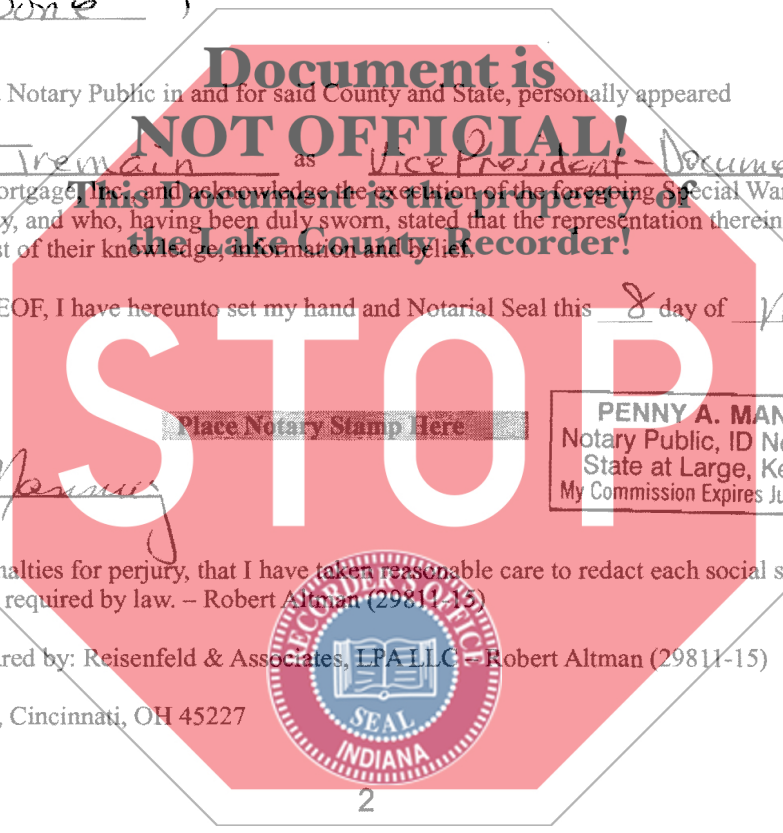 Document is
Notary Public in and for said County and State, personally appeared
NOT OFFICIAL!
Tremain as Vice President - Docume
ortgage, Inc. and acknowledge the execution of the foregoing Special War
This Document is the property of
y, and who, having been duly sworn, stated that the representation therein
the Lake County Recorder!
st of their knowledge, information and belief.
EOF, I have hereunto set my hand and Notarial Seal this 8 day of
STOP
Place Notary Stamp Here
PENNY A. MAN
Notary Public, ID No
State at Large, Ke
My Commission Expires Ju
nalties for perjury, that I have taken reasonable care to redact each social s
required by law. – Robert Altman (29811-15)
RECORDER'S OFFICE
ared by: Reisenfeld & Associates, LPA LLC – Robert Altman (29811-15)
SEAL
, Cincinnati, OH 45227
INDIANA
2